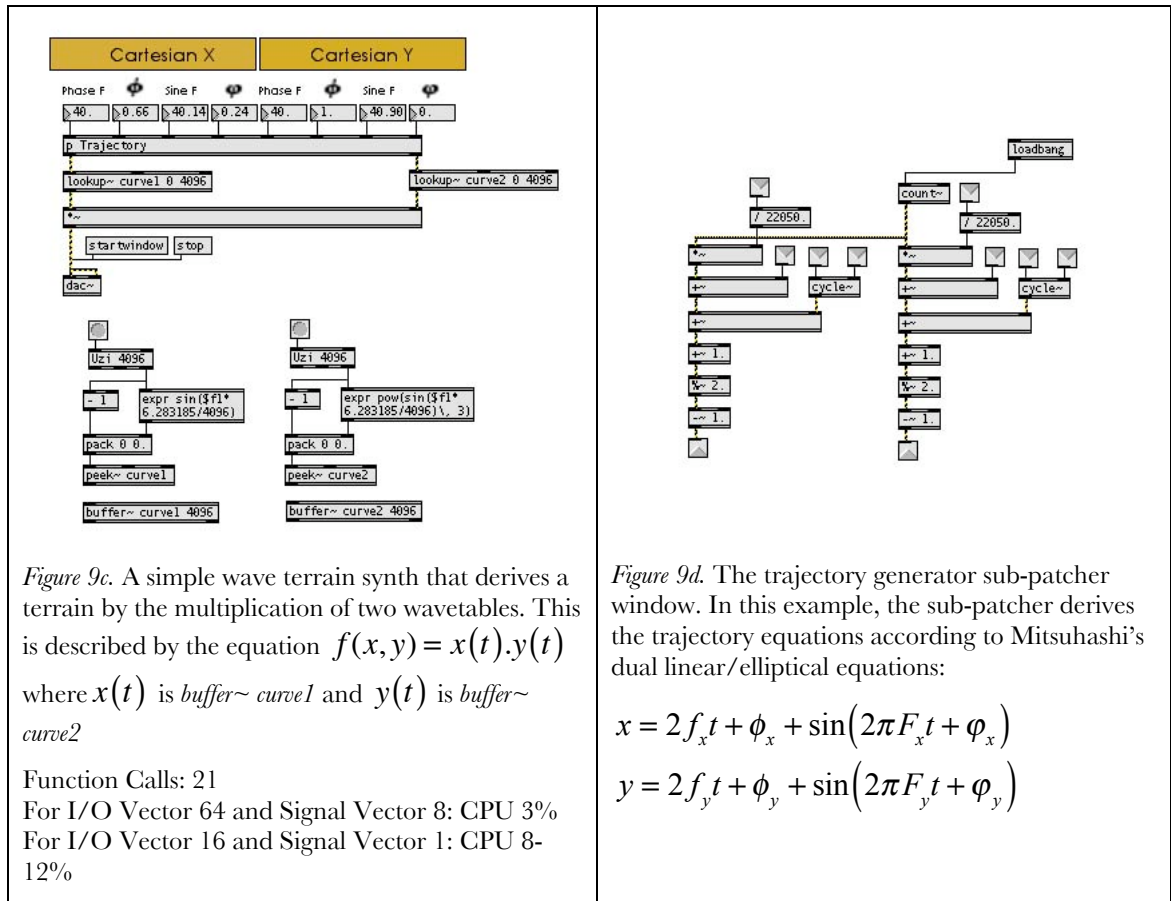 Cartesian X
Cartesian Y
Phase F ϕ Sine F φ Phase F ϕ Sine F φ
40. 0.66 40.14 0.24 40. 1. 40.90 0.
p Trajectory
lookup~ curve1 0 4096
lookup~ curve2 0 4096
*~
startwindow stop
dac~
Uzi 4096
- 1
expr sin($f1*
6.283185/4096)
pack 0 0.
peek~ curve1
buffer~ curve1 4096
Uzi 4096
- 1
expr pow(sin($f1*
6.283185/4096)\, 3)
pack 0 0.
peek~ curve2
buffer~ curve2 4096
Figure 9c. A simple wave terrain synth that derives a
terrain by the multiplication of two wavetables. This
is described by the equation f(x, y) = x(t).y(t)
where x(t) is buffer~ curve1 and y(t) is buffer~
curve2
Function Calls: 21
For I/O Vector 64 and Signal Vector 8: CPU 3%
For I/O Vector 16 and Signal Vector 1: CPU 8-
12%
loadbang
count~
/ 22050.
/ 22050.
*~
*~
+~
cycle~
+~
cycle~
+~
+~
+~ 1.
+~ 1.
%~ 2.
%~ 2.
-~ 1.
-~ 1.
Figure 9d. The trajectory generator sub-patcher
window. In this example, the sub-patcher derives
the trajectory equations according to Mitsuhashi's
dual linear/elliptical equations:
x = 2fₓt + ϕₓ + sin(2πFₓt + φₓ)
y = 2f_y t + ϕ_y + sin(2πF_y t + φ_y)